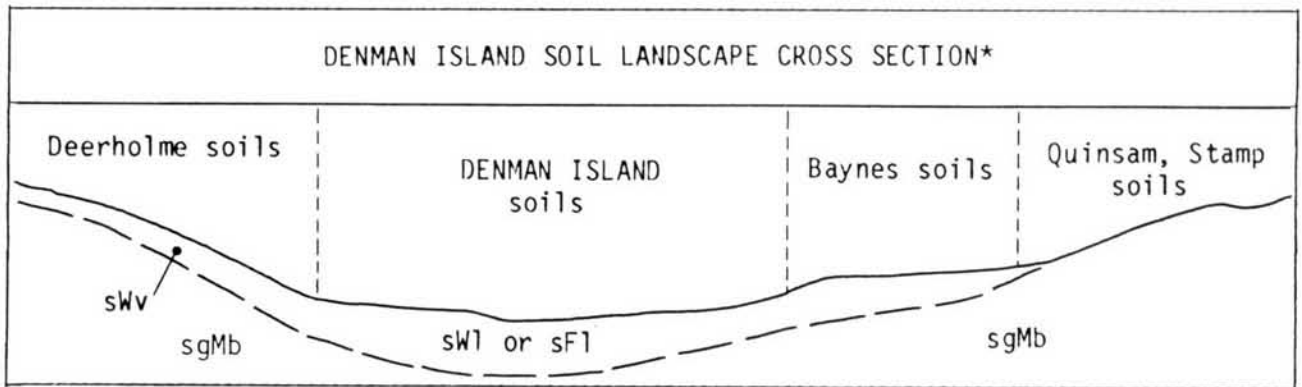 DENMAN ISLAND SOIL LANDSCAPE CROSS SECTION*
Deerholme soils
DENMAN ISLAND
soils
Baynes soils
Quinsam, Stamp
soils
sWv
sgMb
sWl or sFl
sgMb